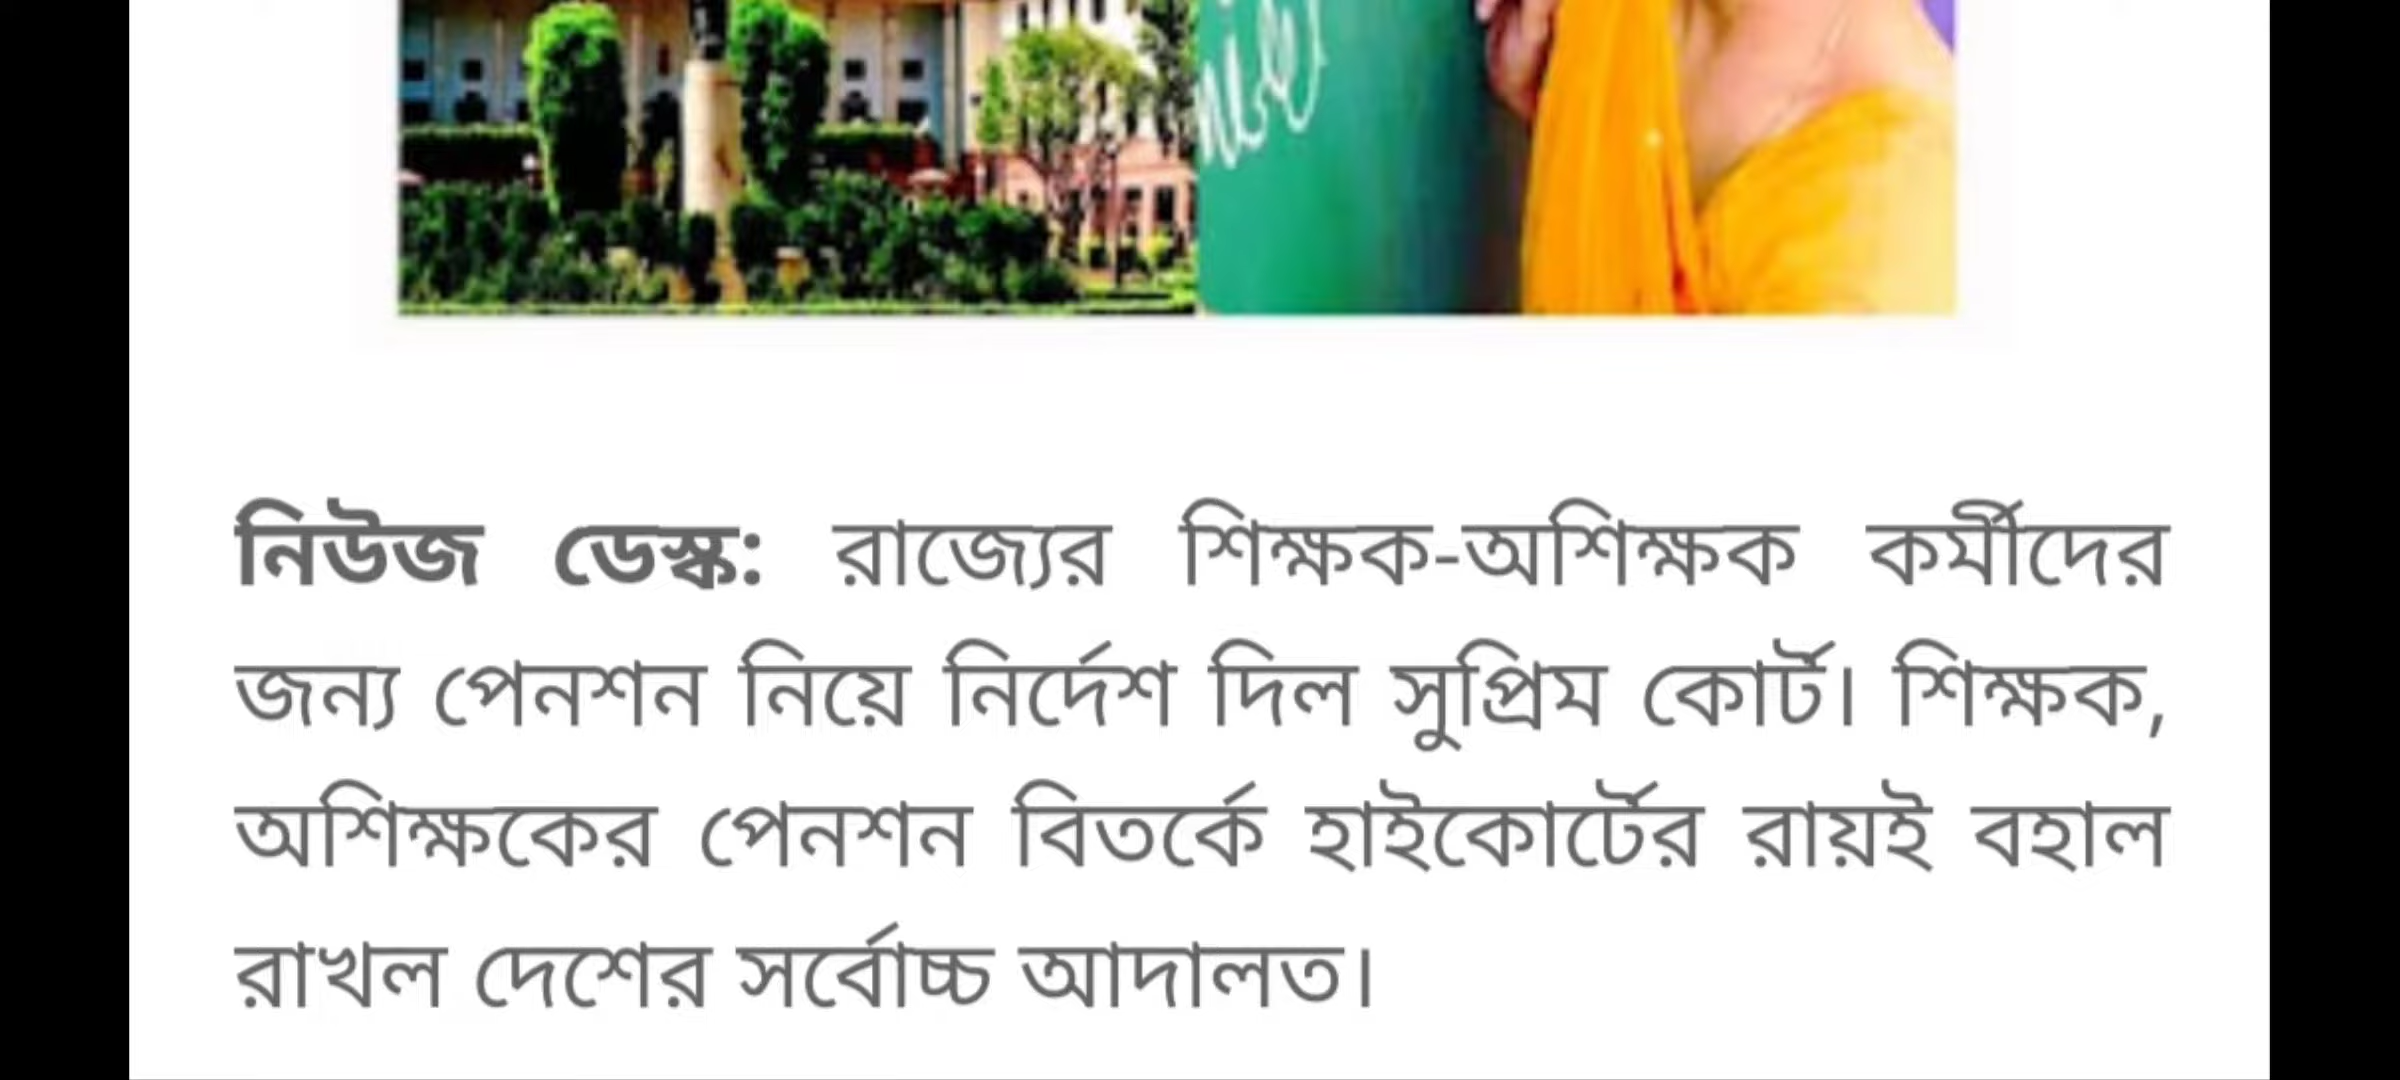 নিউজ ডেস্ক: রাজ্যের শিক্ষক-অশিক্ষক কর্মীদের
জন্য পেনশন নিয়ে নির্দেশ দিল সুপ্রিম কোর্ট। শিক্ষক,
অশিক্ষকের পেনশন বিতর্কে হাইকোর্টের রায়ই বহাল
রাখল দেশের সর্বোচ্চ আদালত।